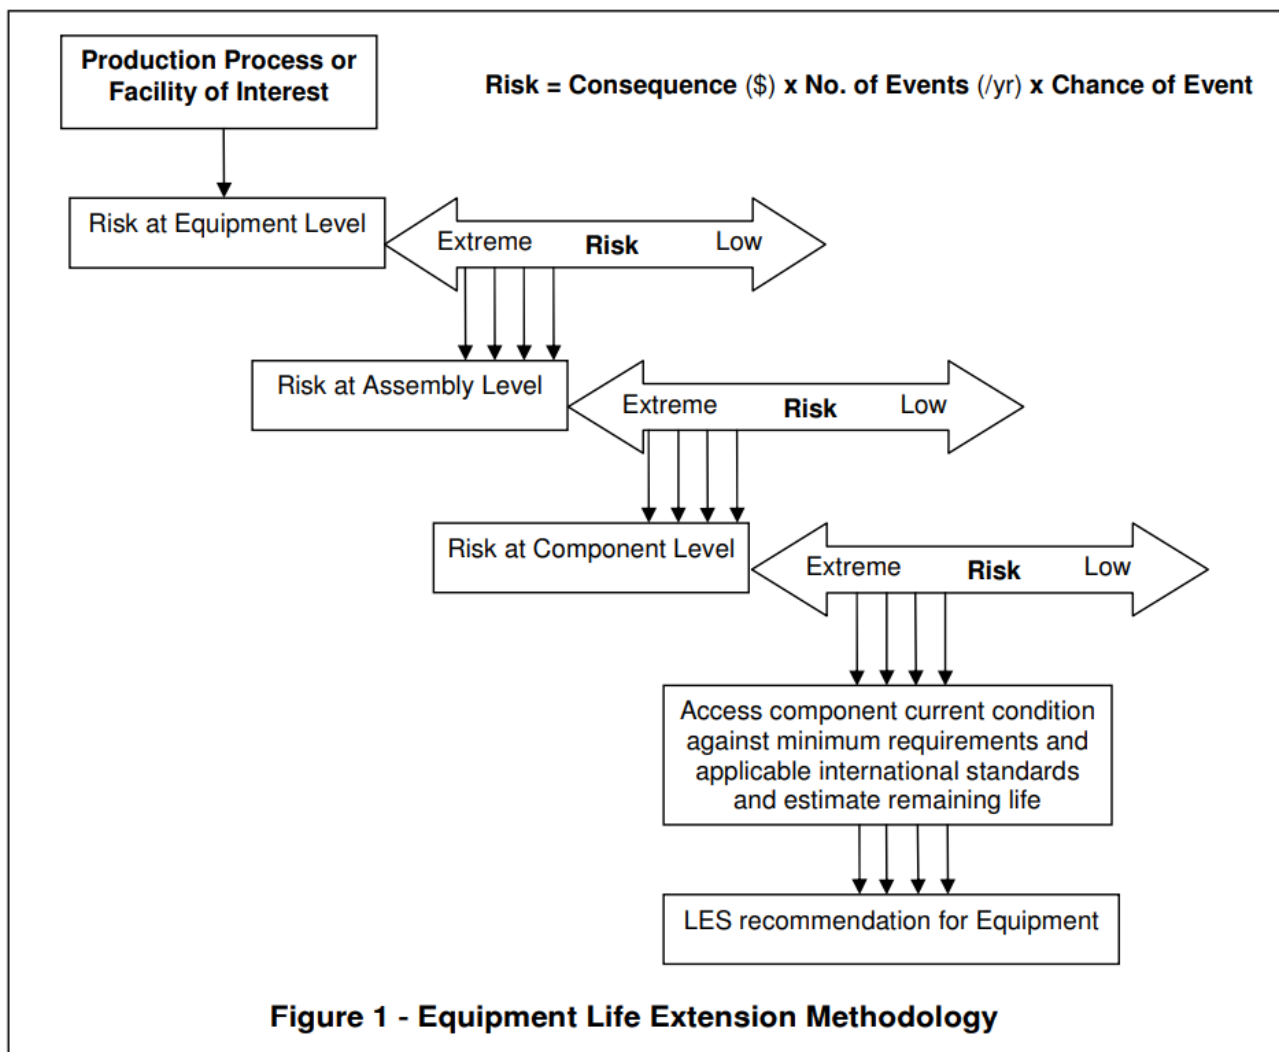 Production Process or
Facility of Interest
Risk = Consequence ($) x No. of Events (/yr) x Chance of Event
Risk at Equipment Level
Extreme Risk Low
Risk at Assembly Level
Extreme Risk Low
Risk at Component Level
Extreme Risk Low
Access component current condition
against minimum requirements and
applicable international standards
and estimate remaining life
LES recommendation for Equipment
Figure 1 - Equipment Life Extension Methodology